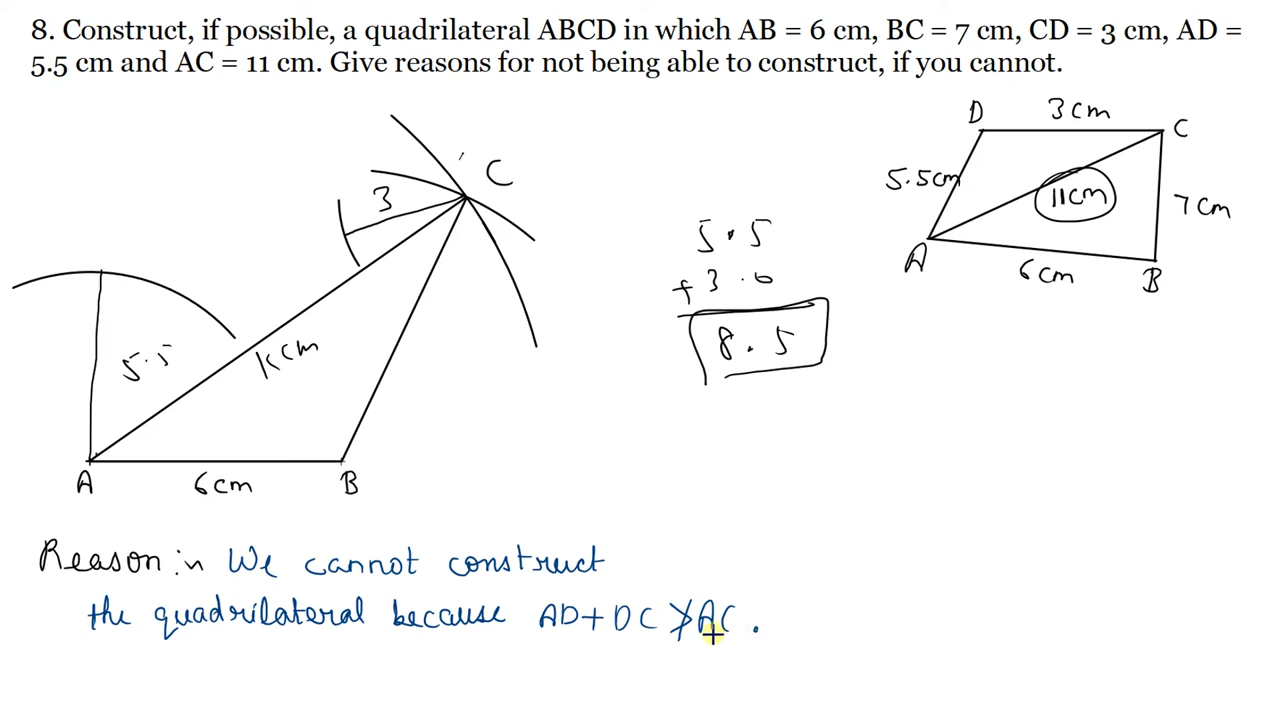 8. Construct, if possible, a quadrilateral ABCD in which AB = 6 cm, BC = 7 cm, CD = 3 cm, AD =
5.5 cm and AC = 11 cm. Give reasons for not being able to construct, if you cannot.
D 3cm C
5.5cm 11cm 7cm
A 6cm B
C
3
5.5
11cm
A 6cm B
5.5
+3.0
8.5
Reason:n We cannot construct
the quadrilateral because AD+DC ≯ AC.